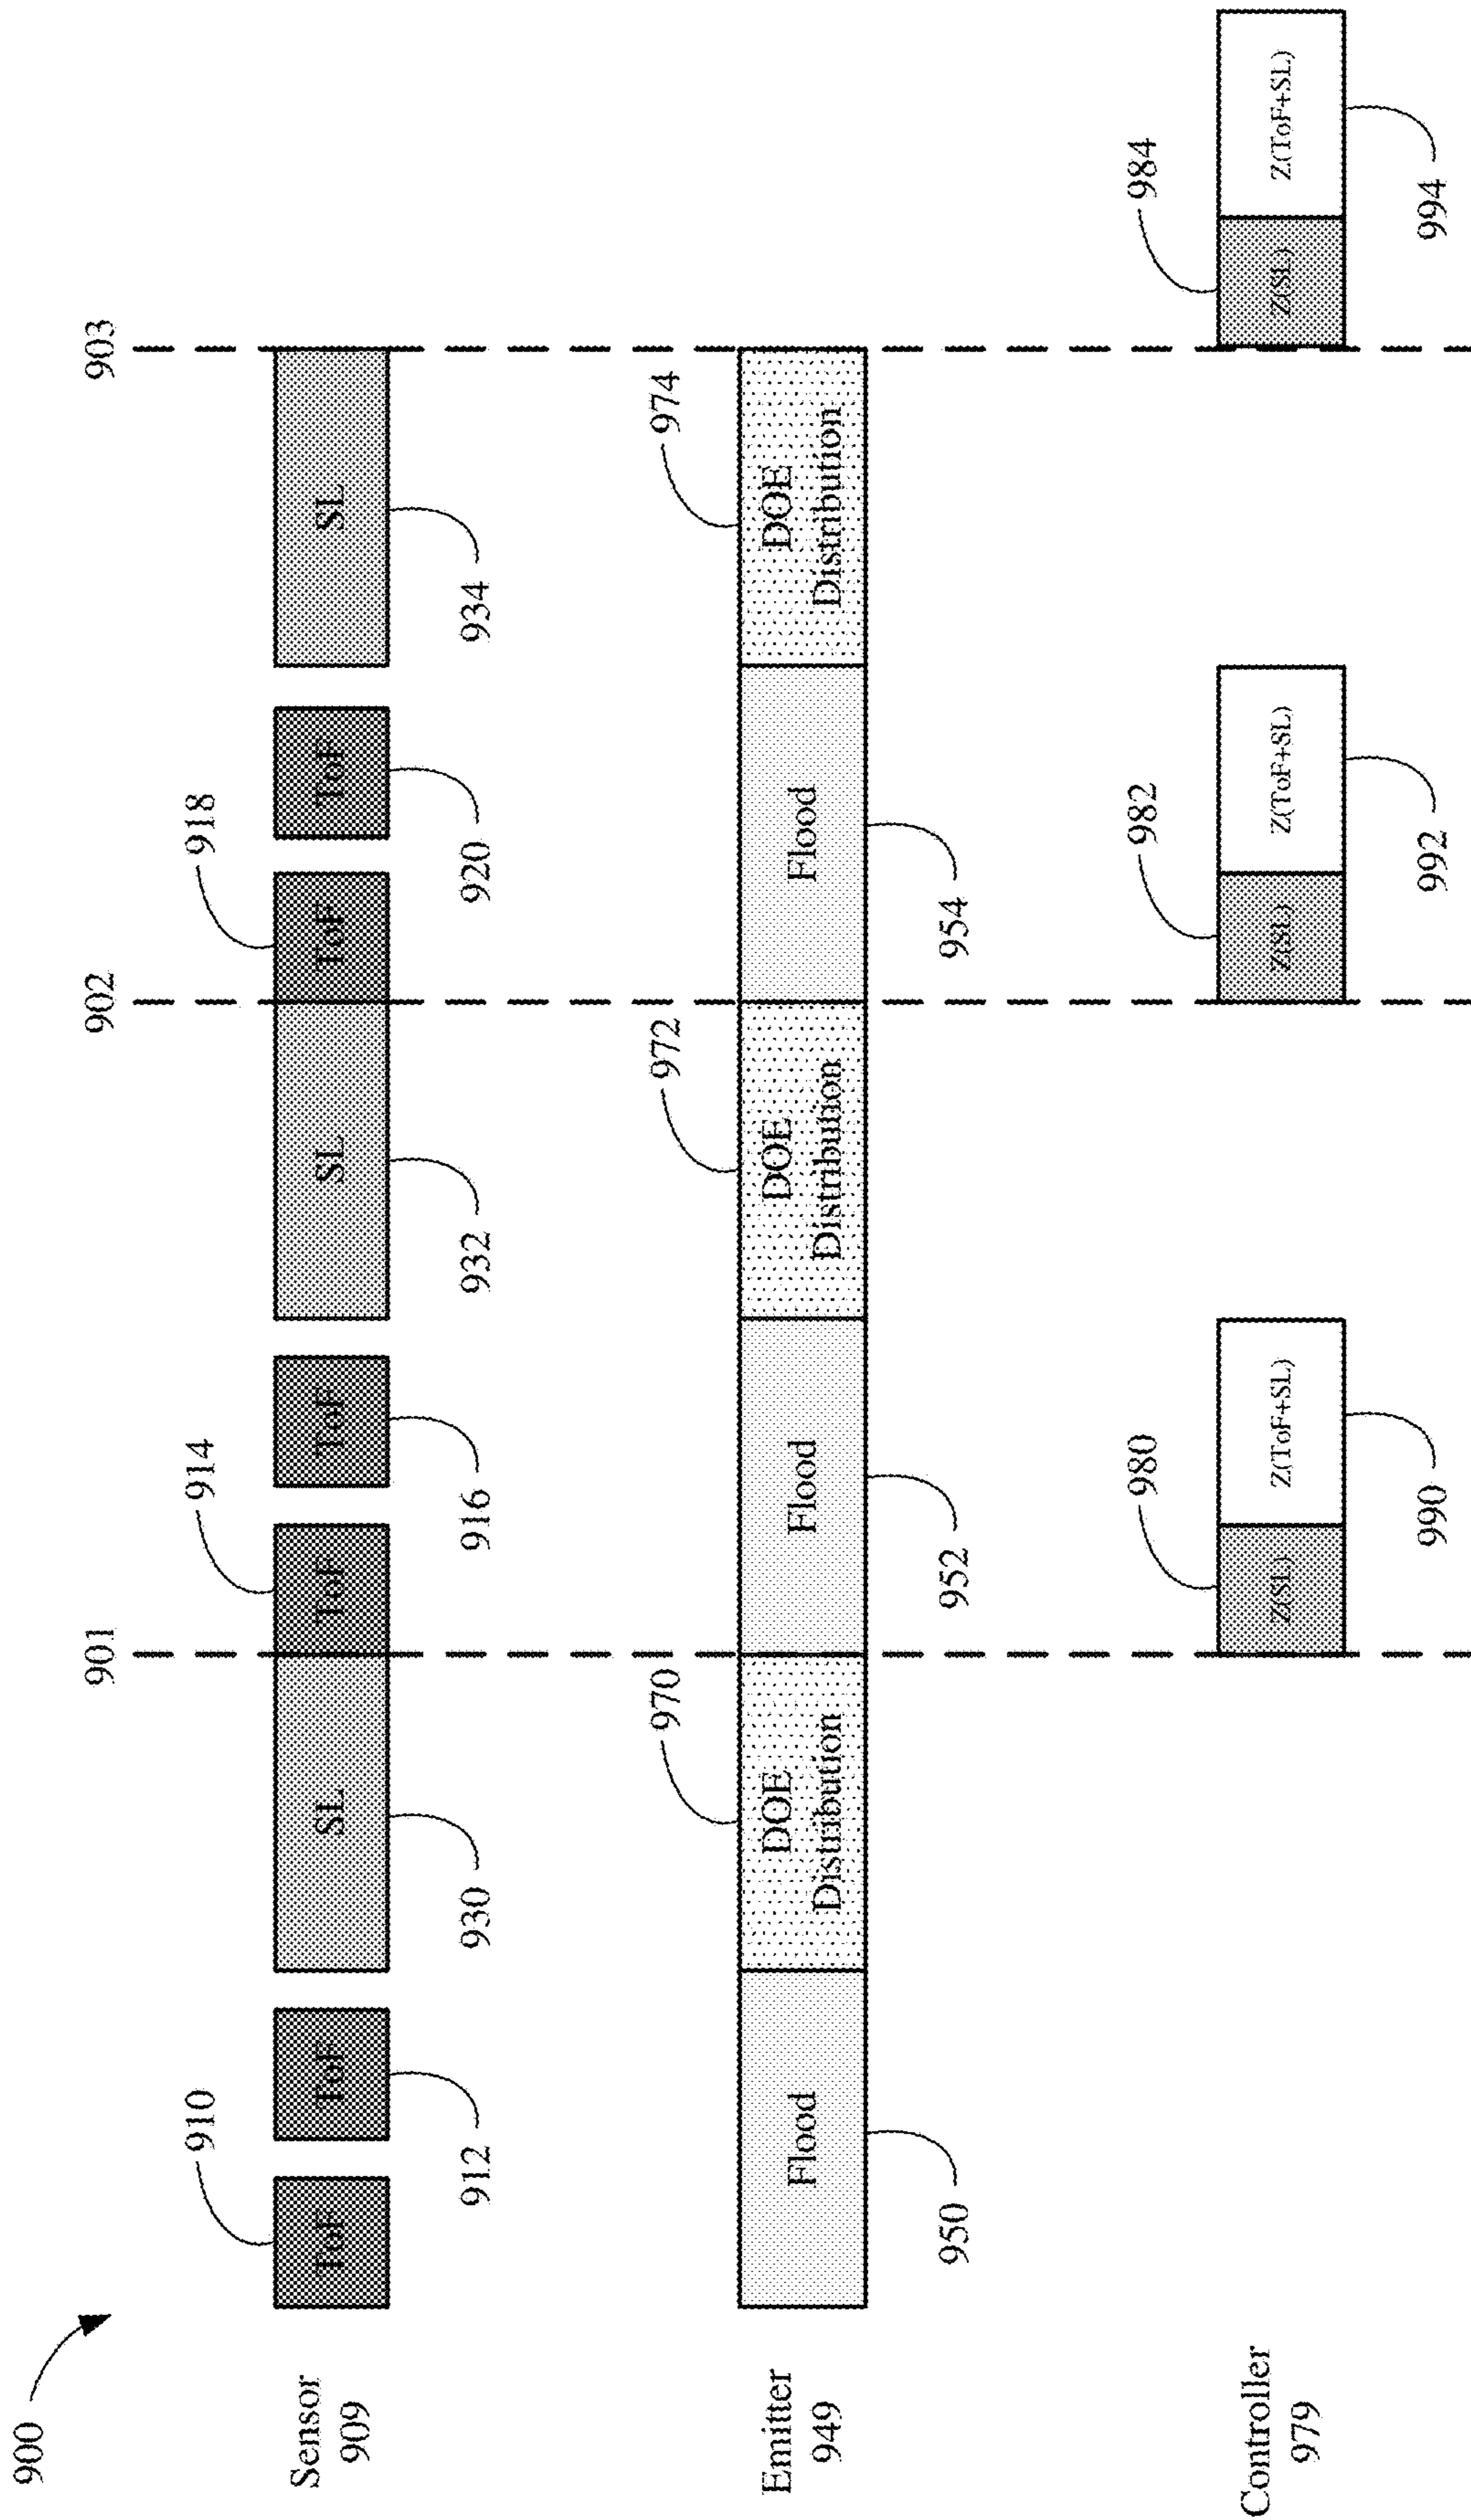 900
901
902
903
Sensor
909
910
914
918
ToF
ToF
SL
ToF
ToF
SL
ToF
ToF
SL
912
930
916
932
920
934
Emitter
949
970
972
974
Flood
DOE
Distribution
Flood
DOE
Distribution
Flood
DOE
Distribution
950
952
954
Controller
979
980
982
984
Z(SL)
Z(ToF+SL)
Z(SL)
Z(ToF+SL)
Z(SL)
Z(ToF+SL)
990
992
994